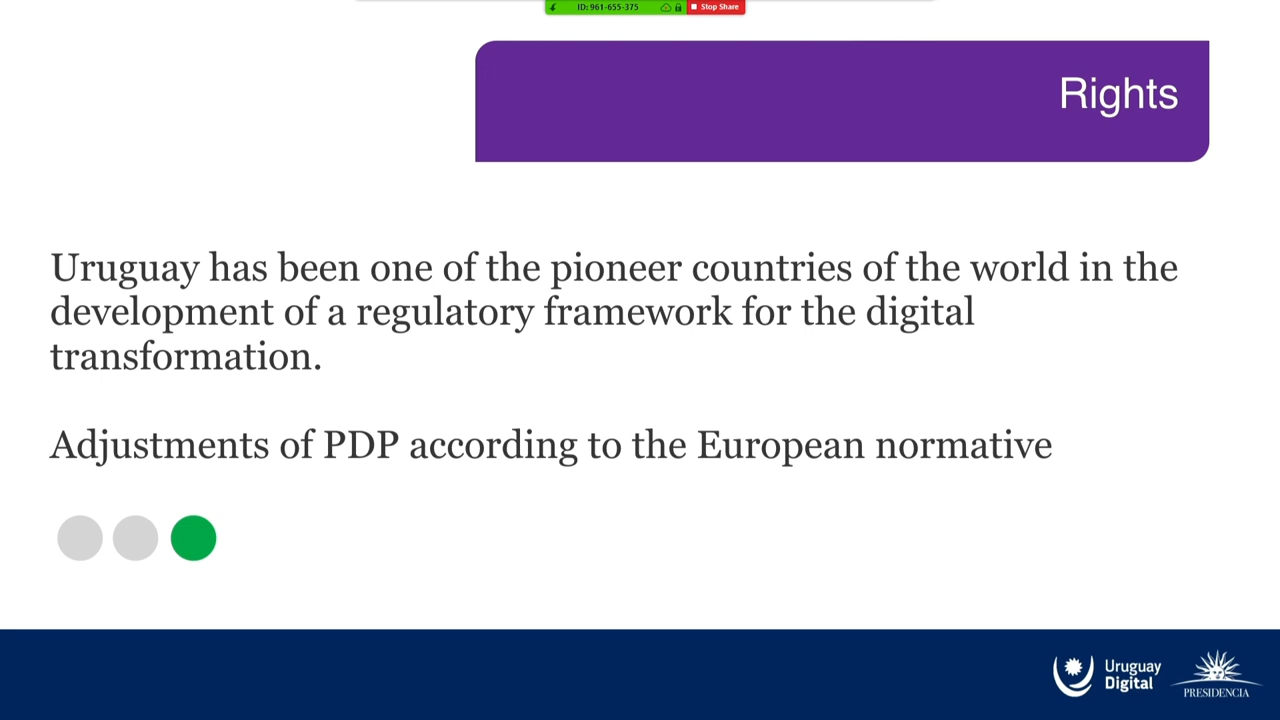 ID: 961-655-375
Stop Share
Rights
Uruguay has been one of the pioneer countries of the world in the
development of a regulatory framework for the digital
transformation.
Adjustments of PDP according to the European normative
Uruguay
Digital
PRESIDENCIA